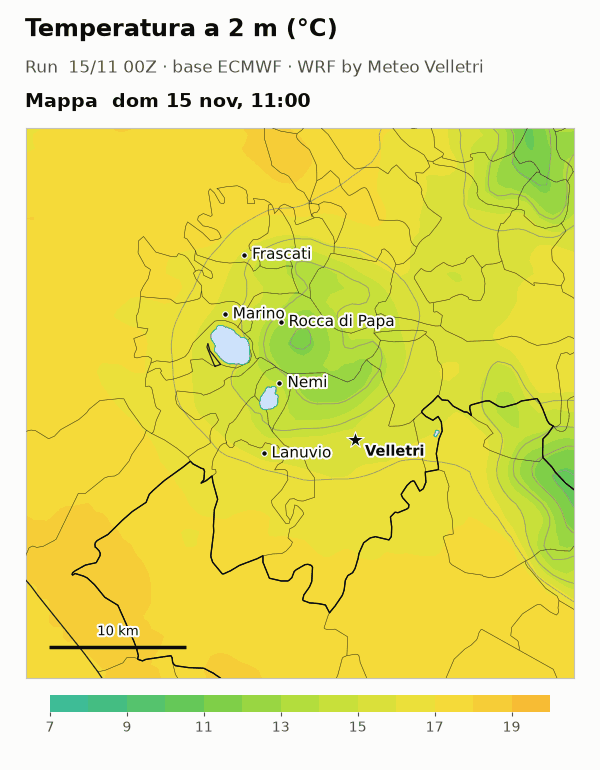 Temperatura a 2 m (°C)
Run 15/11 00Z · base ECMWF · WRF by Meteo Velletri
Mappa dom 15 nov, 11:00
Frascati
Marino
Rocca di Papa
Nemi
Velletri
Lanuvio
10 km
7 9 11 13 15 17 19